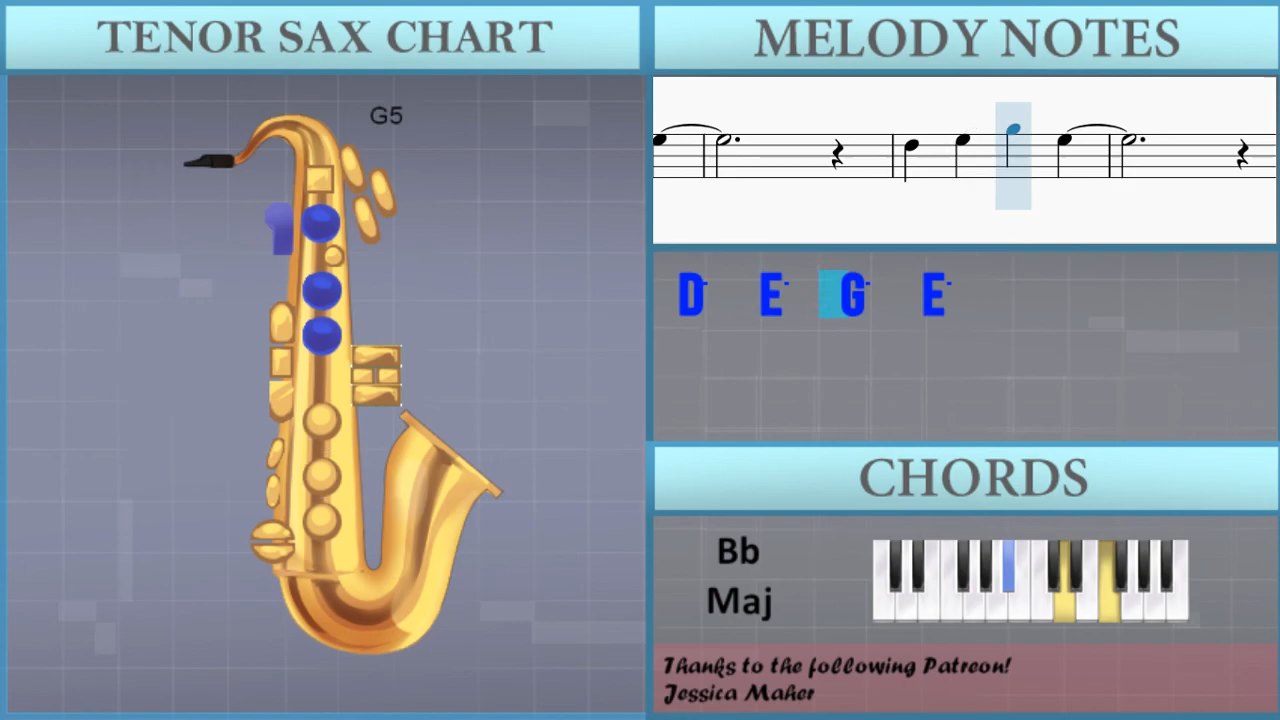 TENOR SAX CHART
G5
MELODY NOTES
D E G E
CHORDS
Bb
Maj
Thanks to the following Patreon!
Jessica Maher